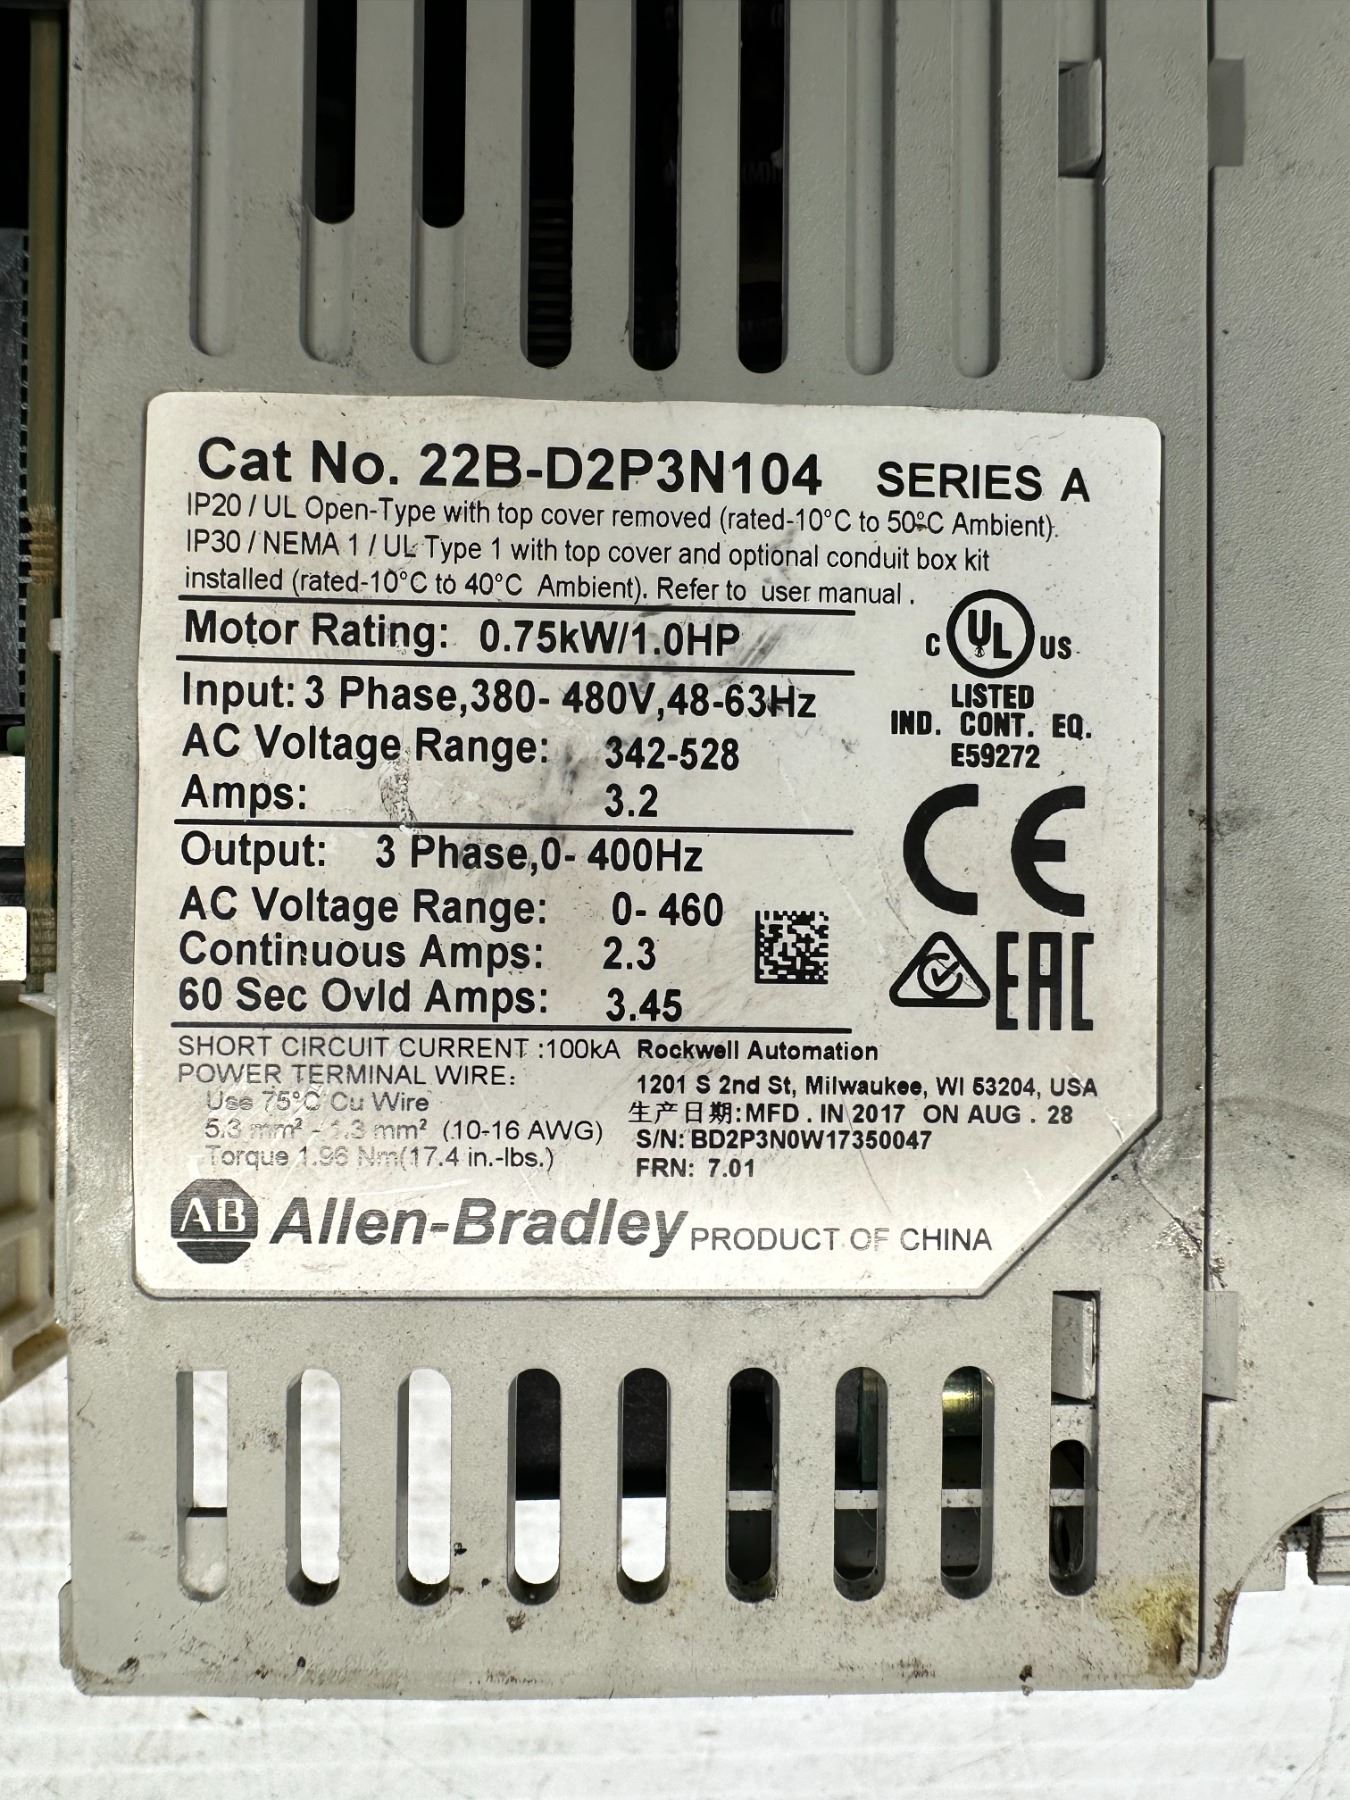 Cat No. 22B-D2P3N104 SERIES A
IP20 / UL Open-Type with top cover removed (rated-10°C to 50°C Ambient).
IP30 / NEMA 1 / UL Type 1 with top cover and optional conduit box kit
installed (rated-10°C to 40°C Ambient). Refer to user manual .
Motor Rating: 0.75kW/1.0HP
Input: 3 Phase,380- 480V,48-63Hz
AC Voltage Range: 342-528
Amps: 3.2
Output: 3 Phase,0- 400Hz
AC Voltage Range: 0- 460
Continuous Amps: 2.3
60 Sec Ovld Amps: 3.45
C UL US
LISTED
IND. CONT. EQ.
E59272
CE
EAC
SHORT CIRCUIT CURRENT :100kA
POWER TERMINAL WIRE:
Use 75°C Cu Wire
5.3 mm² - 1.3 mm² (10-16 AWG)
Torque 1.96 Nm(17.4 in.-lbs.)
Rockwell Automation
1201 S 2nd St, Milwaukee, WI 53204, USA
生产日期:MFD . IN 2017 ON AUG . 28
S/N: BD2P3N0W17350047
FRN: 7.01
AB Allen-Bradley PRODUCT OF CHINA